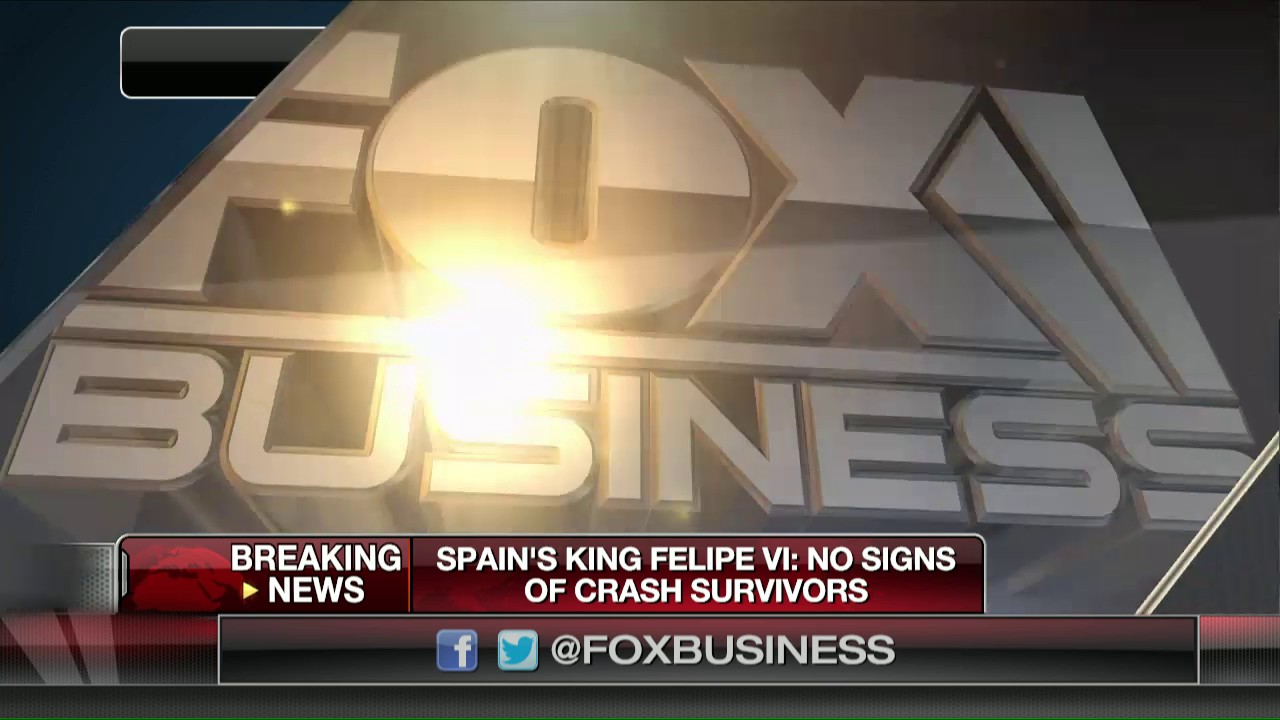 FOX
BUSINESS
BREAKING
NEWS
SPAIN'S KING FELIPE VI: NO SIGNS
OF CRASH SURVIVORS
@FOXBUSINESS